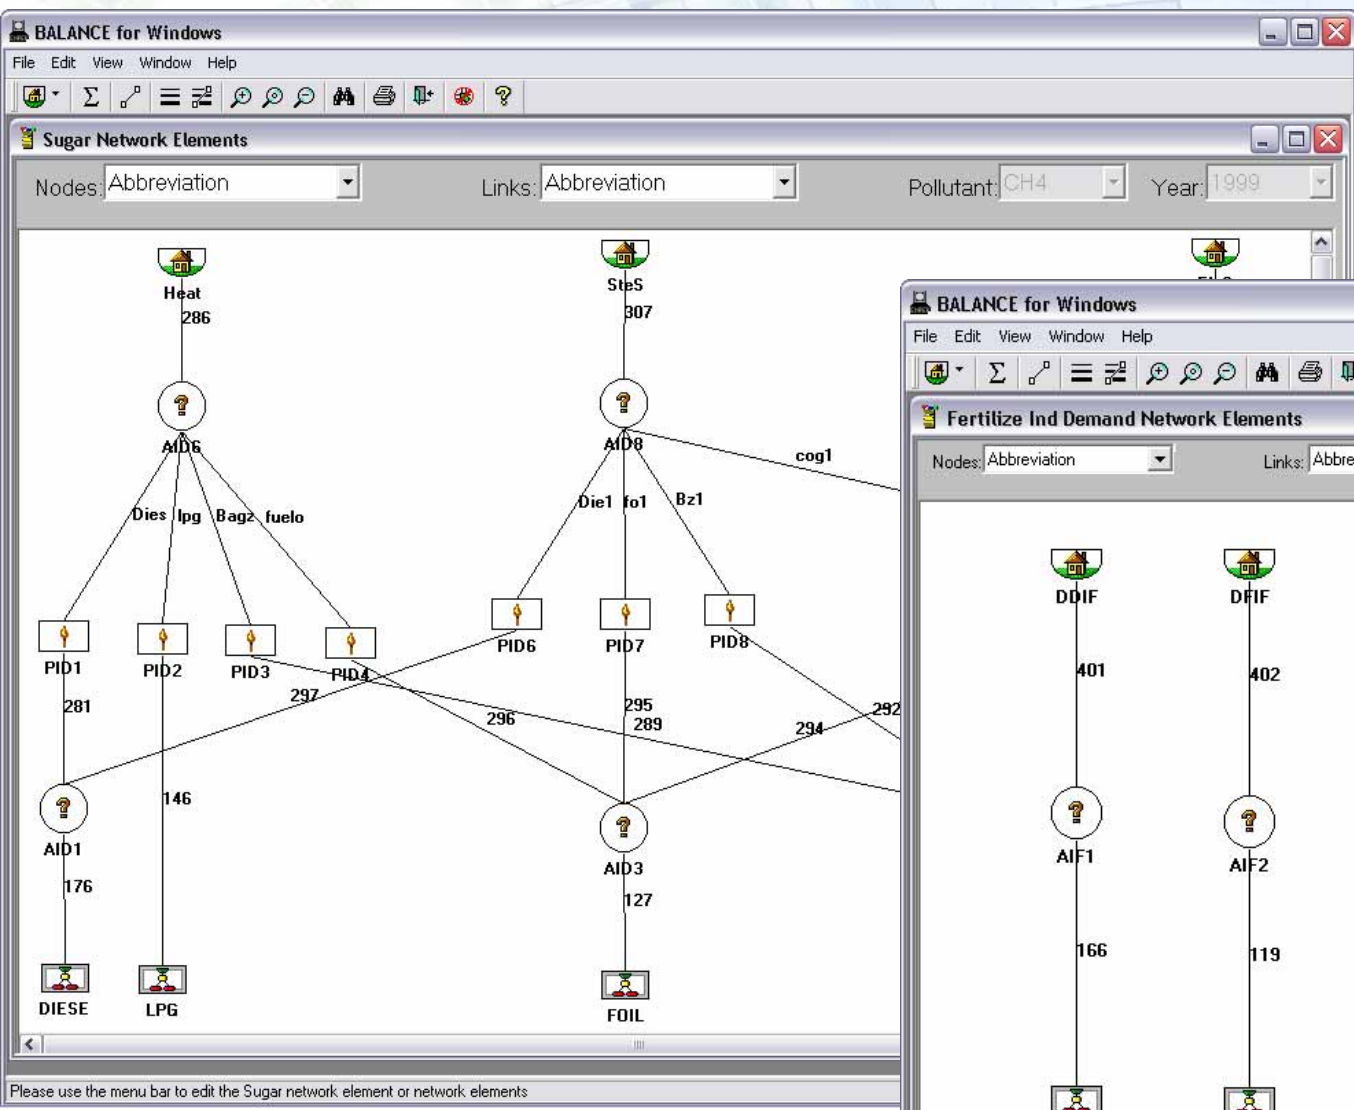 BALANCE for Windows
File Edit View Window Help
Sugar Network Elements
Nodes: Abbreviation Links: Abbreviation Pollutant: CH4 Year: 1999
Heat SteS
286 307
AID6 AID8
cog1
Dies lpg Bagz fuelo Die1 fo1 Bz1
PID1 PID2 PID3 PID4 PID6 PID7 PID8
281 297 296 295 289 294 292
146
AID1 AID3
176 127
DIESE LPG FOIL
Please use the menu bar to edit the Sugar network element or network elements
BALANCE for Windows
File Edit View Window Help
Fertilize Ind Demand Network Elements
Nodes: Abbreviation Links: Abbre
DDIF DFIF
401 402
AIF1 AIF2
166 119